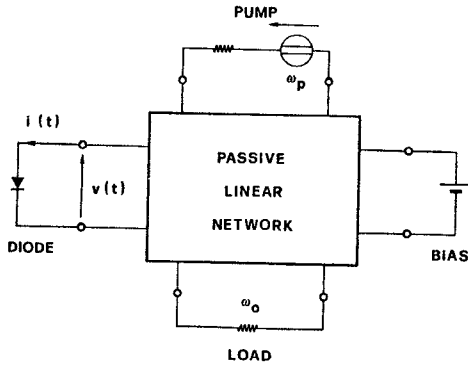 PUMP
ωp
i(t)
v(t)
DIODE
PASSIVE
LINEAR
NETWORK
BIAS
ωo
LOAD